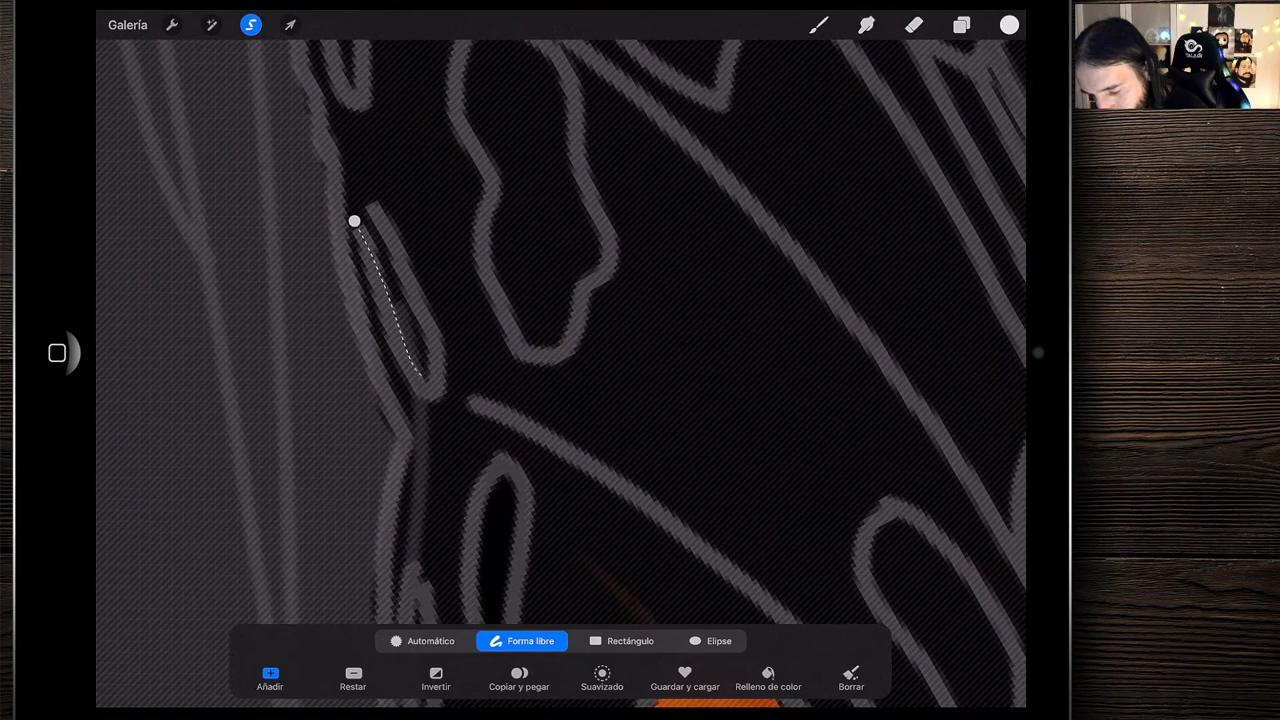 Galería
Automático Forma libre Rectángulo Elipse
Añadir Restar Invertir Copiar y pegar Suavizado Guardar y cargar Relleno de color Borrar